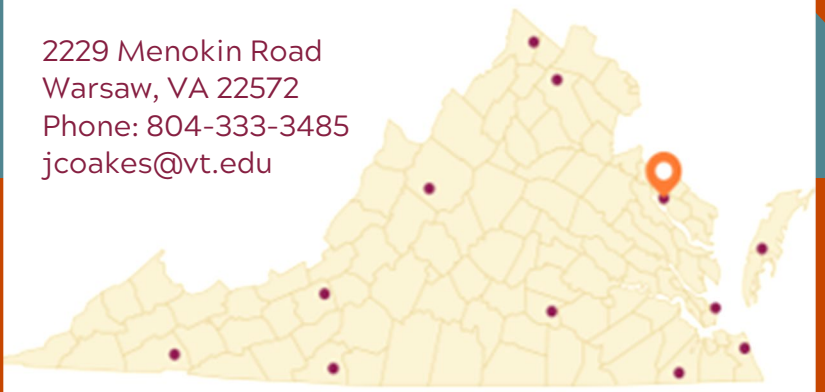 2229 Menokin Road
Warsaw, VA 22572
Phone: 804-333-3485
jcoakes@vt.edu